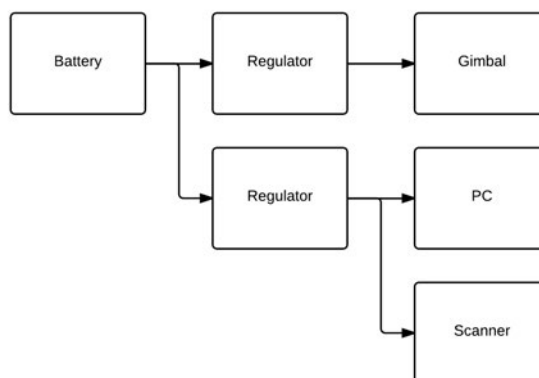 Battery
Regulator
Gimbal
Regulator
PC
Scanner